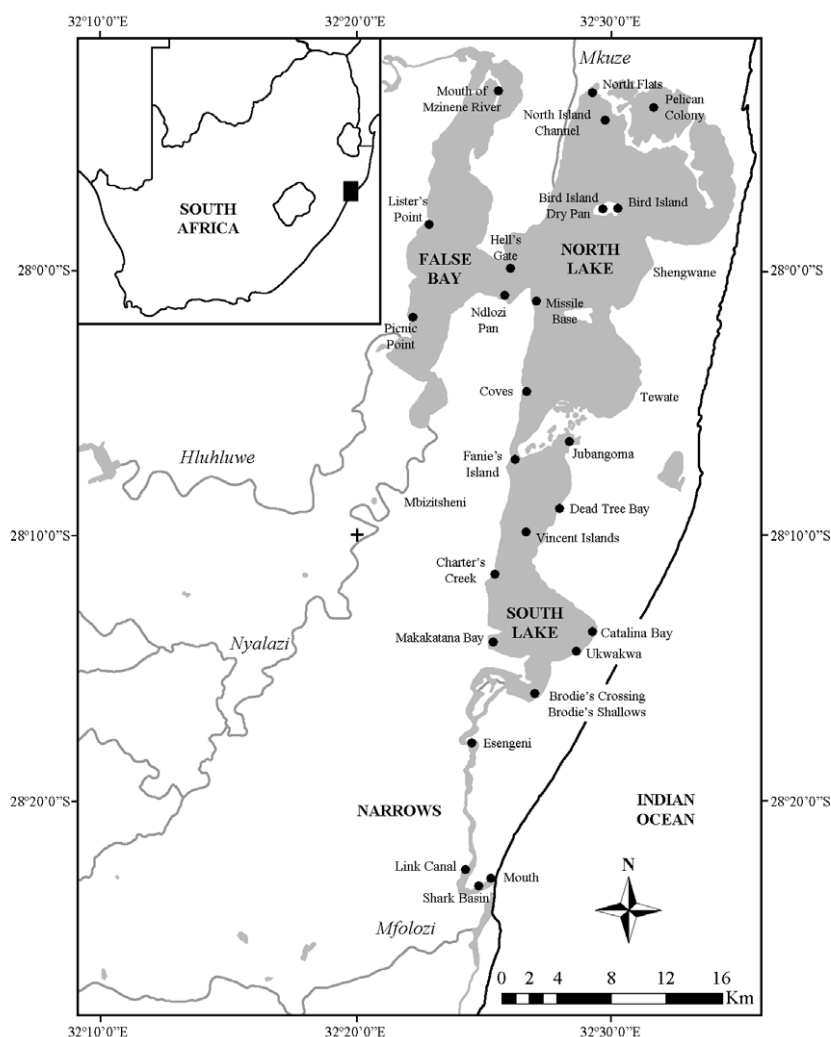 32°10'0"E
32°20'0"E
32°30'0"E
Mkuze
North Flats
Mouth of
Mzinene River
Pelican
Colony
North Island
Channel
SOUTH
AFRICA
Lister's
Point
Bird Island
Dry Pan
Bird Island
Hell's
Gate
FALSE
BAY
NORTH
LAKE
28°0'0"S
28°0'0"S
Shengwane
Ndlozi
Pan
Missile
Base
Picnic
Point
Coves
Tewate
Hluhluwe
Fanie's
Island
Jubangoma
Mbizitsheni
Dead Tree Bay
28°10'0"S
28°10'0"S
Vincent Islands
Charter's
Creek
SOUTH
LAKE
Nyalazi
Makakatana Bay
Catalina Bay
Ukwakwa
Brodie's Crossing
Brodie's Shallows
Esengeni
28°20'0"S
28°20'0"S
NARROWS
INDIAN
OCEAN
Link Canal
Mouth
Shark Basin
N
Mfolozi
0 2 4 8 12 16
Km
32°10'0"E
32°20'0"E
32°30'0"E